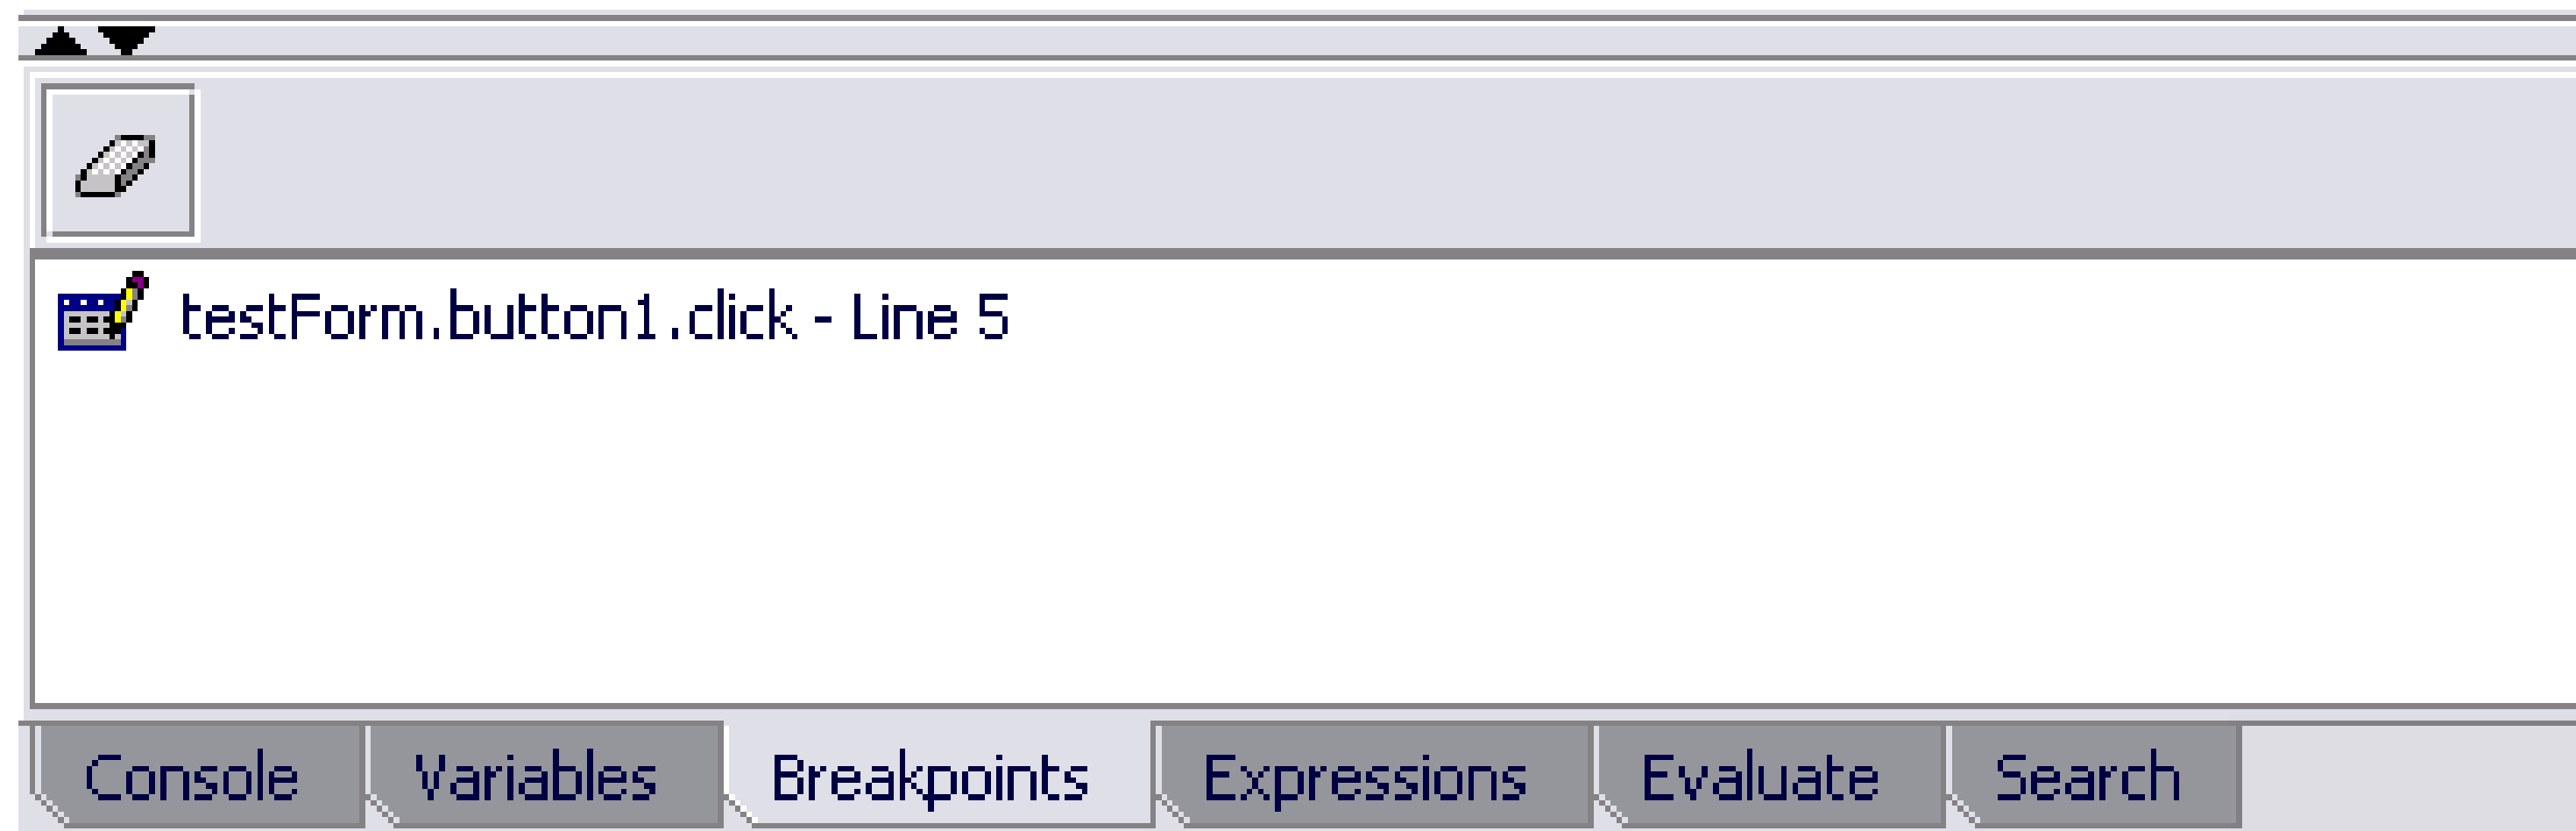 testForm.button1.click - Line 5
Console Variables Breakpoints Expressions Evaluate Search